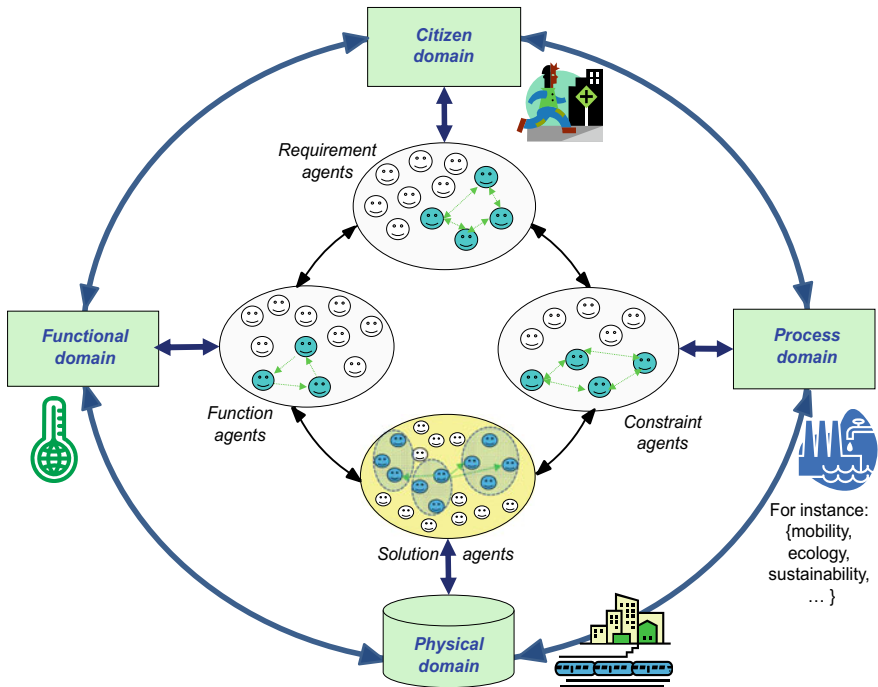 Citizen
domain
Requirement
agents
Functional
domain
Process
domain
Function
agents
Constraint
agents
Solution agents
For instance:
{mobility,
ecology,
sustainability,
… }
Physical
domain